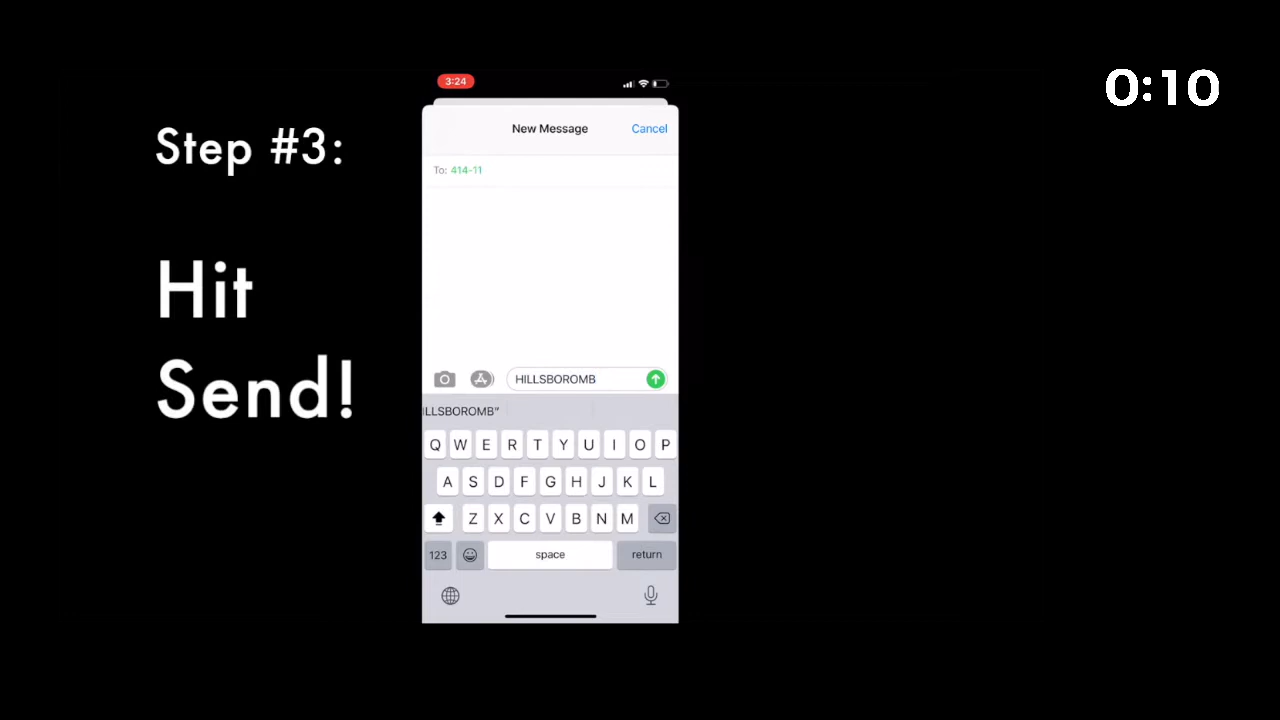 0:10
Step #3:
Hit
Send!
3:24
New Message Cancel
To: 414-11
HILLSBOROMB
ILLSBOROMB"
Q W E R T Y U I O P
A S D F G H J K L
Z X C V B N M
123 space return